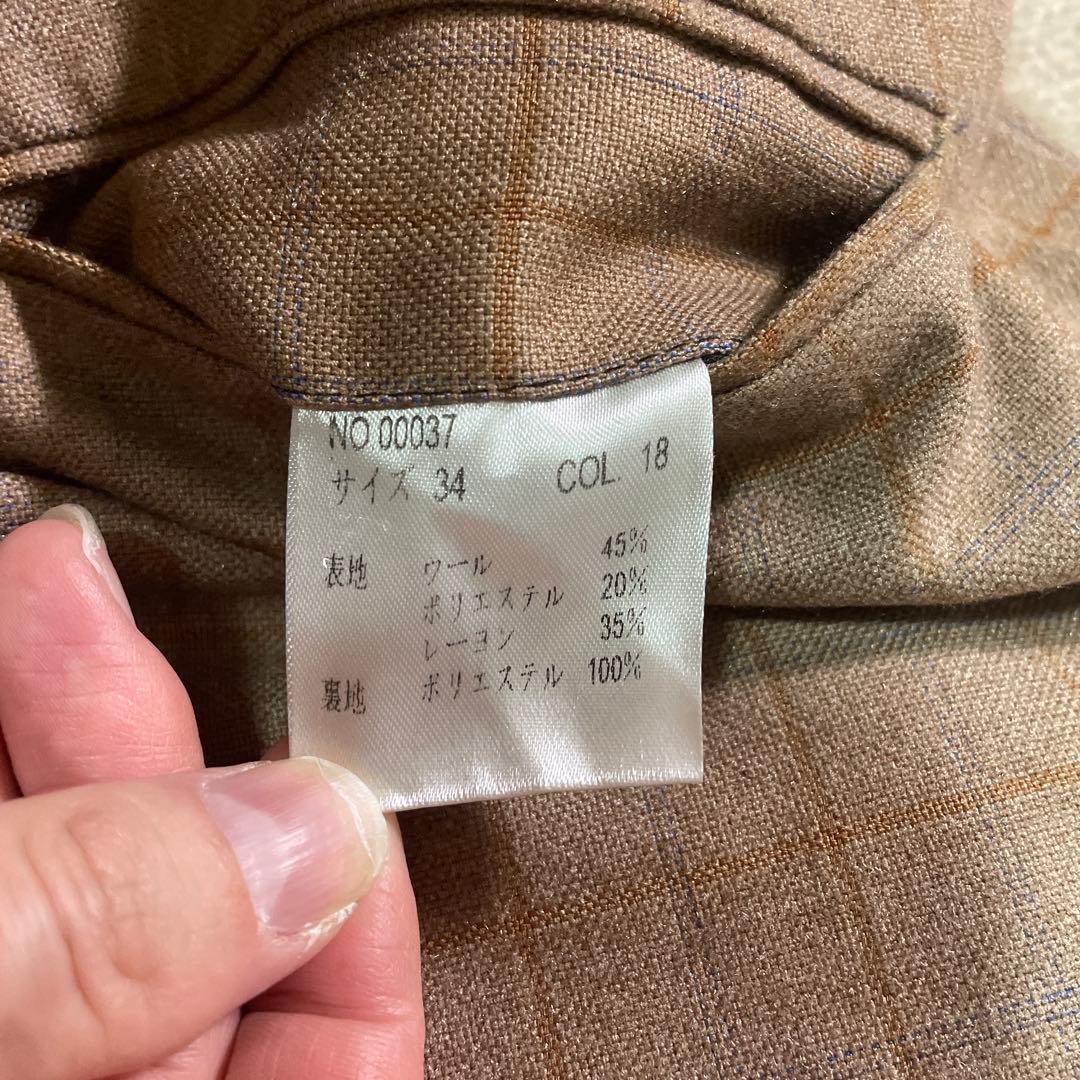 NO 00037
サイズ 34 COL. 18
表地 ウール 45%
ポリエステル 20%
レーヨン 35%
裏地 ポリエステル 100%